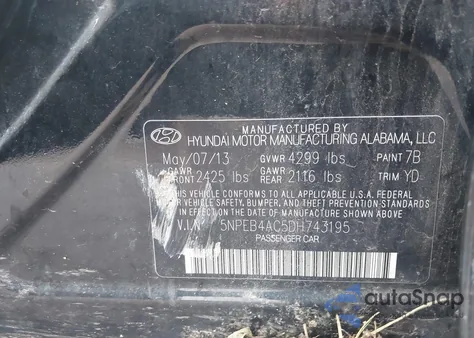 MANUFACTURED BY
HYUNDAI MOTOR MANUFACTURING ALABAMA, LLC
May/07/13 GVWR 4299 lbs PAINT 7B
GAWR FRONT 2425 lbs GAWR REAR 2116 lbs TRIM YD
THIS VEHICLE CONFORMS TO ALL APPLICABLE
U.S. FEDERAL MOTOR VEHICLE SAFETY, BUMPER, AND
THEFT PREVENTION STANDARDS IN EFFECT ON THE
DATE OF MANUFACTURE SHOWN ABOVE.
V.I.N: 5NPEB4AC5DH743195
PASSENGER CAR
autoSnap